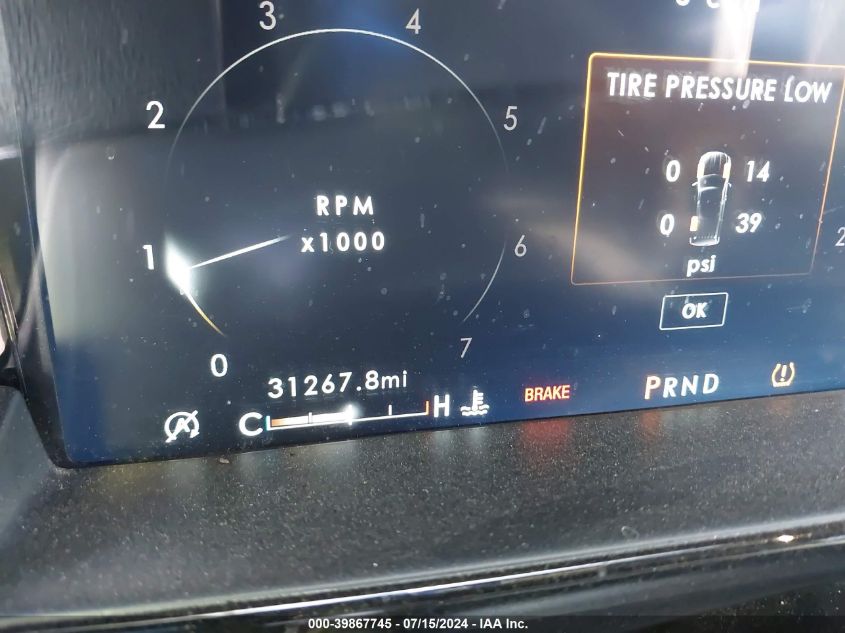 3
4
2
5
RPM
x1000
1
6
0
7
31267.8mi
C H
BRAKE
PRND
TIRE PRESSURE LOW
0 14
0 39
psi
OK
2
000-39867745 / 07/15/2024 - IAA Inc.